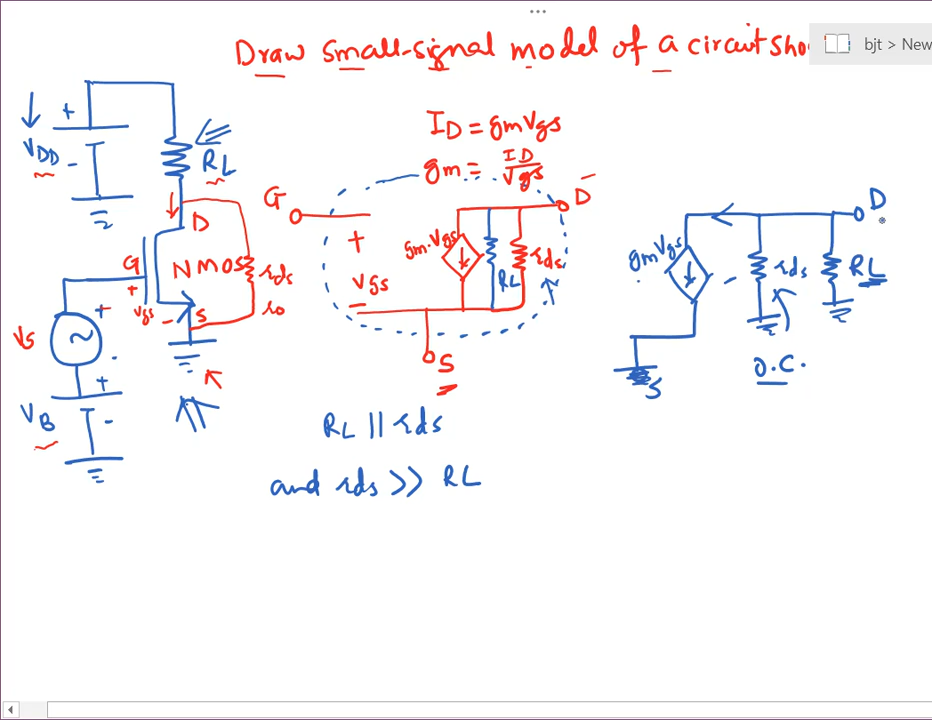 Draw small-signal model of a circuit sho
bjt > New
+
VDD
-
RL
D
G
NMOS
+
vgs
-
S
rds
ro
Vs
+
~
+
VB
-
ID = gmVgs
gm = ID/Vgs
G
D
+
Vgs
-
gm.Vgs
RL
rds
S
RL || rds
and rds >> RL
D
gmVgs
rds
RL
S
O.C.